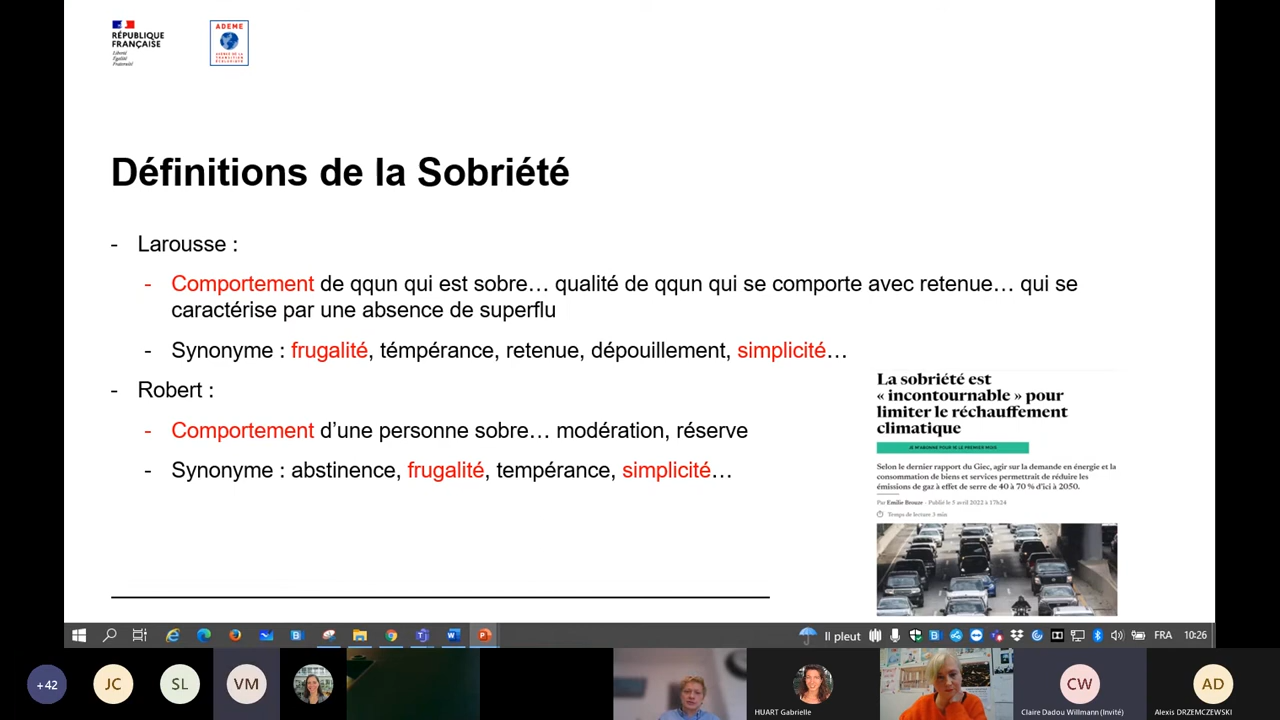 RÉPUBLIQUE
FRANÇAISE
Liberté
Égalité
Fraternité
ADEME
AGENCE DE LA
TRANSITION
ÉCOLOGIQUE
Définitions de la Sobriété
- Larousse :
- Comportement de qqun qui est sobre… qualité de qqun qui se comporte avec retenue… qui se
caractérise par une absence de superflu
- Synonyme : frugalité, témpérance, retenue, dépouillement, simplicité…
- Robert :
- Comportement d’une personne sobre… modération, réserve
- Synonyme : abstinence, frugalité, tempérance, simplicité…
La sobriété est
« incontournable » pour
limiter le réchauffement
climatique
JE M'ABONNE POUR 1€ LE PREMIER MOIS
Selon le dernier rapport du Giec, agir sur la demande en énergie et la
consommation de biens et services permettrait de réduire les
émissions de gaz à effet de serre de 40 à 70 % d'ici à 2050.
Par Emilie Brouze · Publié le 5 avril 2022 à 17h24
Temps de lecture 3 min
Il pleut
FRA
10:26
+42
JC
SL
VM
HUART Gabrielle
CW
Claire Dadou Willmann (Invité)
AD
Alexis DRZEMCZEWSKI